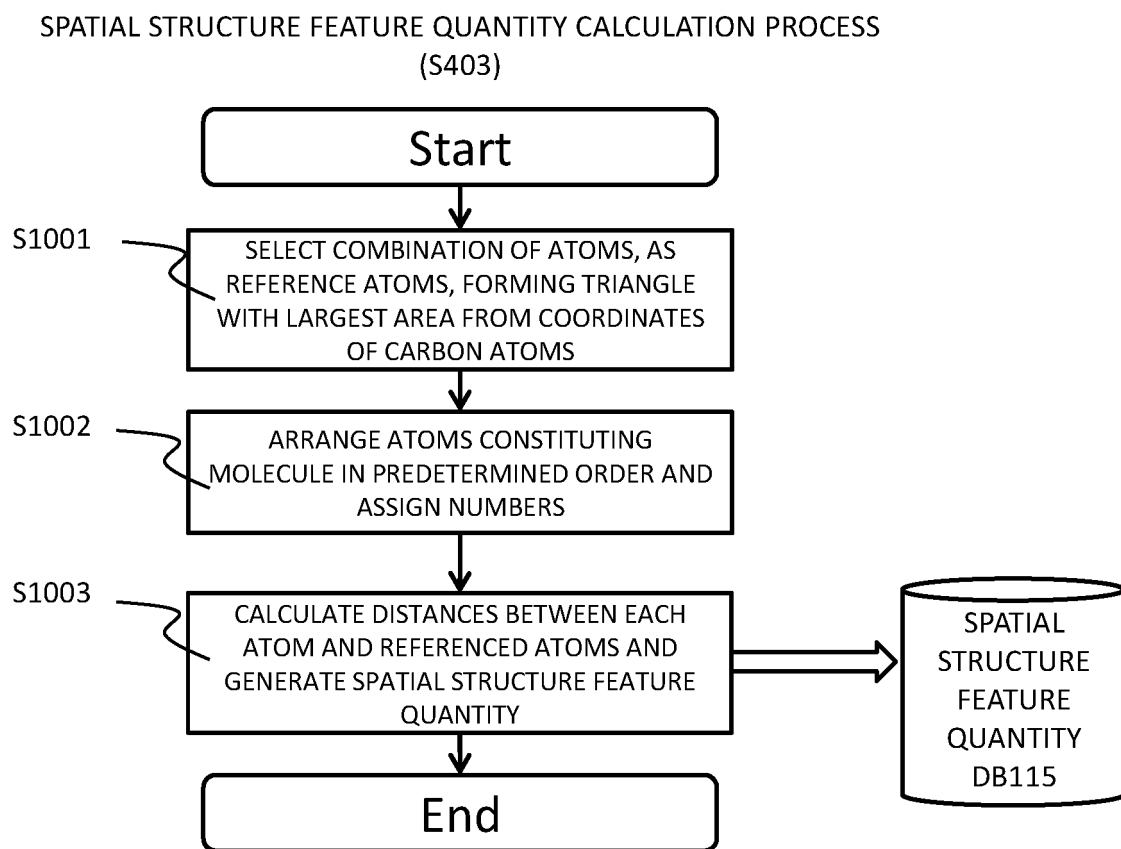 SPATIAL STRUCTURE FEATURE QUANTITY CALCULATION PROCESS
(S403)
Start
S1001
SELECT COMBINATION OF ATOMS, AS
REFERENCE ATOMS, FORMING TRIANGLE
WITH LARGEST AREA FROM COORDINATES
OF CARBON ATOMS
S1002
ARRANGE ATOMS CONSTITUTING
MOLECULE IN PREDETERMINED ORDER AND
ASSIGN NUMBERS
S1003
CALCULATE DISTANCES BETWEEN EACH
ATOM AND REFERENCED ATOMS AND
GENERATE SPATIAL STRUCTURE FEATURE
QUANTITY
SPATIAL
STRUCTURE
FEATURE
QUANTITY
DB115
End